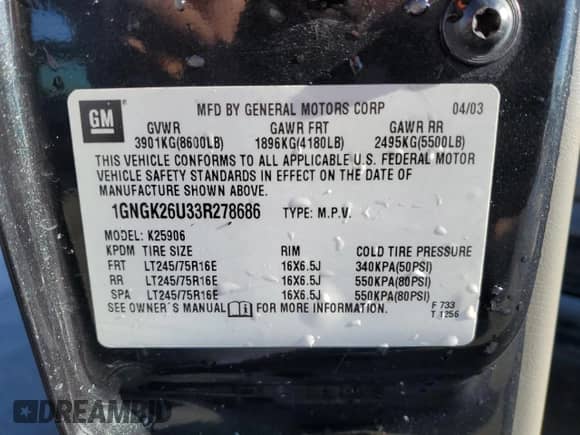 GM
MFD BY GENERAL MOTORS CORP 04/03
GVWR GAWR FRT GAWR RR
3901KG(8600LB) 1896KG(4180LB) 2495KG(5500LB)
THIS VEHICLE CONFORMS TO ALL APPLICABLE U.S. FEDERAL MOTOR
VEHICLE SAFETY STANDARDS IN EFFECT ON THE DATE OF
MANUFACTURE SHOWN ABOVE.
1GNGK26U33R278686 TYPE: M.P.V.
MODEL: K25906
KPDM TIRE SIZE RIM COLD TIRE PRESSURE
FRT LT245/75R16E 16X6.5J 340KPA(50PSI)
RR LT245/75R16E 16X6.5J 550KPA(80PSI)
SPA LT245/75R16E 16X6.5J 550KPA(80PSI)
SEE OWNER'S MANUAL FOR MORE INFORMATION. F 733
T 1256
DREAMBID